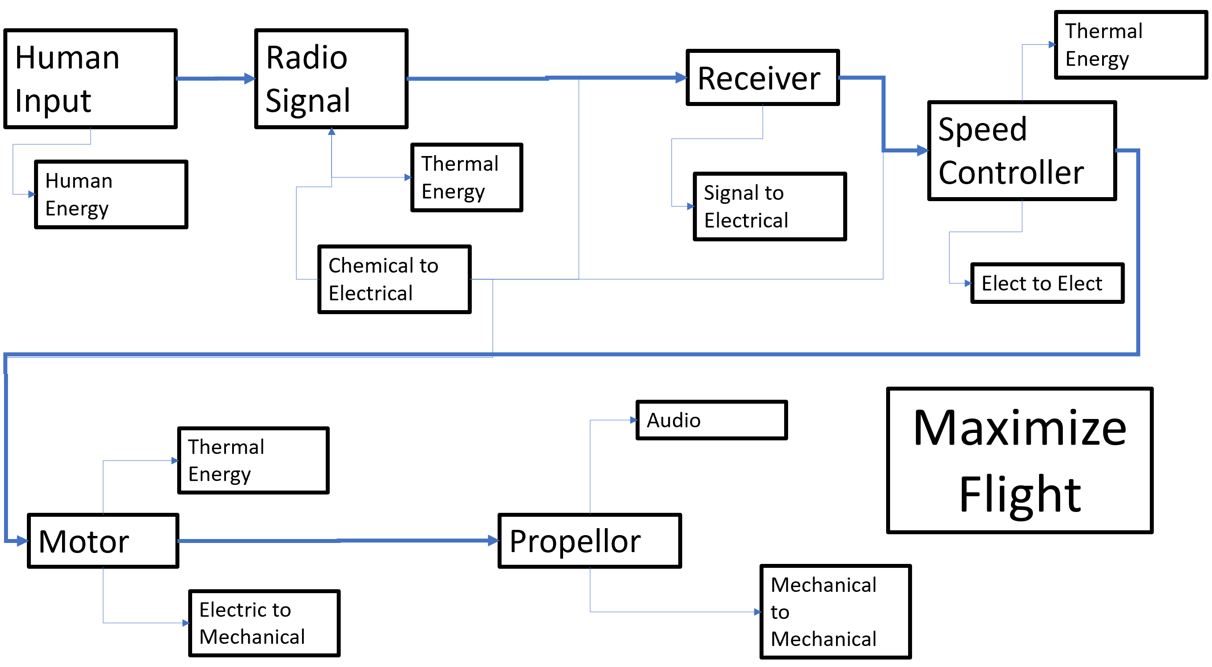 Human
Input
Human
Energy
Radio
Signal
Thermal
Energy
Chemical to
Electrical
Receiver
Signal to
Electrical
Speed
Controller
Thermal
Energy
Elect to Elect
Motor
Thermal
Energy
Electric to
Mechanical
Propellor
Audio
Mechanical
to
Mechanical
Maximize
Flight